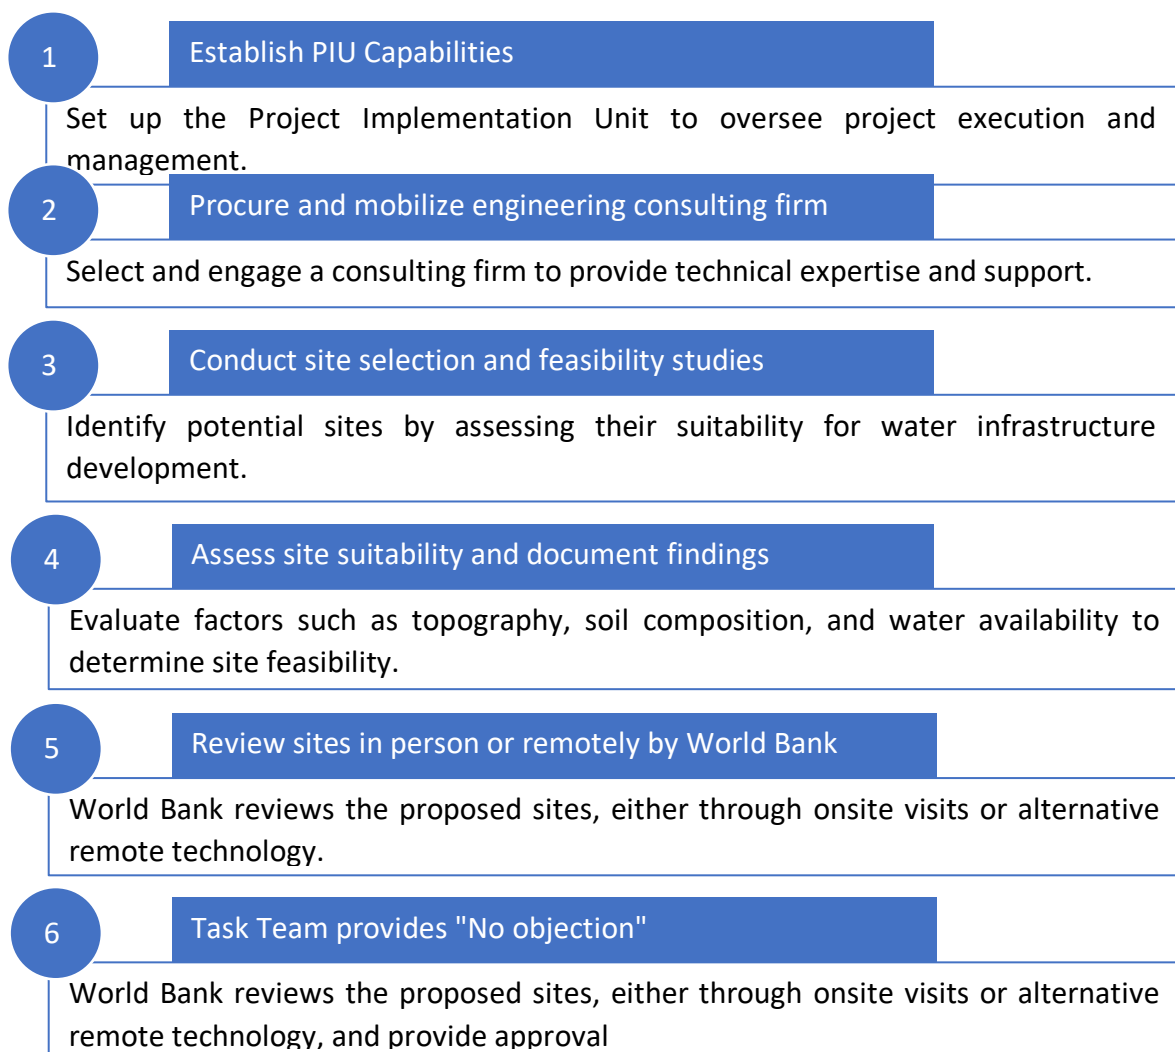 1
Establish PIU Capabilities
Set up the Project Implementation Unit to oversee project execution and
management.
2
Procure and mobilize engineering consulting firm
Select and engage a consulting firm to provide technical expertise and support.
3
Conduct site selection and feasibility studies
Identify potential sites by assessing their suitability for water infrastructure
development.
4
Assess site suitability and document findings
Evaluate factors such as topography, soil composition, and water availability to
determine site feasibility.
5
Review sites in person or remotely by World Bank
World Bank reviews the proposed sites, either through onsite visits or alternative
remote technology.
6
Task Team provides "No objection"
World Bank reviews the proposed sites, either through onsite visits or alternative
remote technology, and provide approval